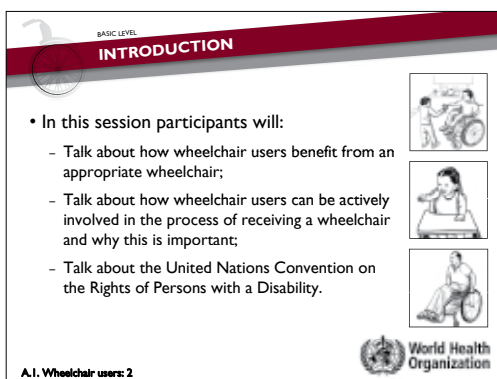 BASIC LEVEL
INTRODUCTION
• In this session participants will:
– Talk about how wheelchair users benefit from an
appropriate wheelchair;
– Talk about how wheelchair users can be actively
involved in the process of receiving a wheelchair
and why this is important;
– Talk about the United Nations Convention on
the Rights of Persons with a Disability.
World Health
Organization
A.1. Wheelchair users: 2